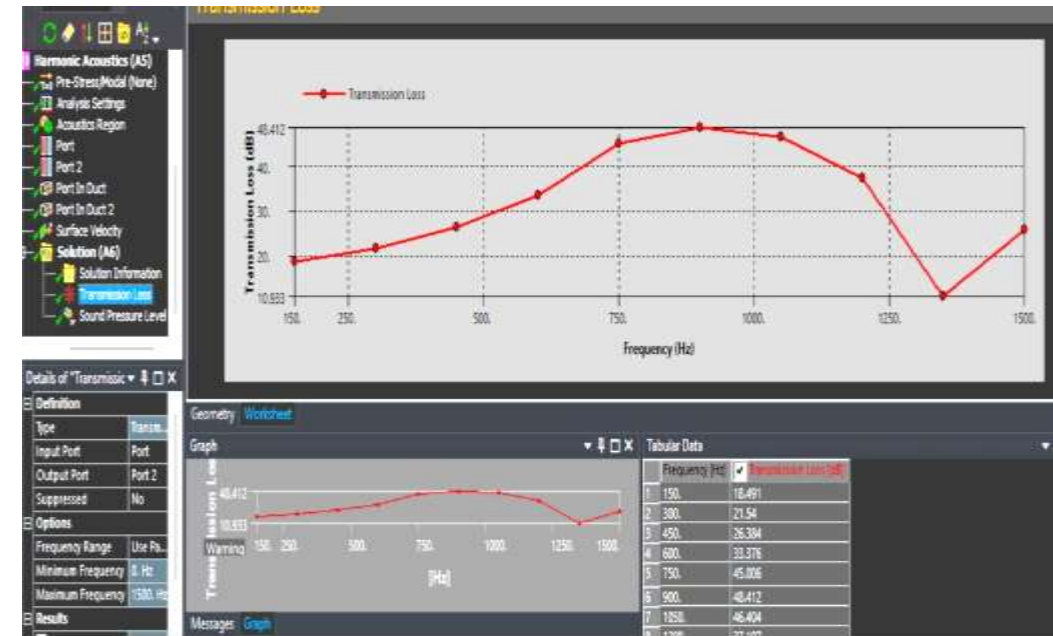 Transmission Loss
Harmonic Acoustics (A5)
Pre-Stress/Modal (None)
Analysis Settings
Acoustics Region
Port
Port 2
Port In Duct
Port In Duct 2
Surface Velocity
Solution (A6)
Solution Information
Transmission Loss
Sound Pressure Level
Transmission Loss
Transmission Loss (dB)
48.412
40.
30.
20.
10.933
150. 250. 500. 750. 1000. 1250. 1500.
Frequency (Hz)
Details of "Transmissic
Definition
Type Transm...
Input Port Port
Output Port Port 2
Suppressed No
Options
Frequency Range Use Pa...
Minimum Frequency 0. Hz
Maximum Frequency 1500. Hz
Results
Geometry Worksheet
Graph
48.412
10.933
Warning
150. 250. 500. 750. 1000. 1250. 1500.
[Hz]
Messages Graph
Tabular Data
Frequency [Hz] Transmission Loss [dB]
1 150. 18.491
2 300. 21.54
3 450. 26.384
4 600. 33.376
5 750. 45.006
6 900. 48.412
7 1050. 46.404